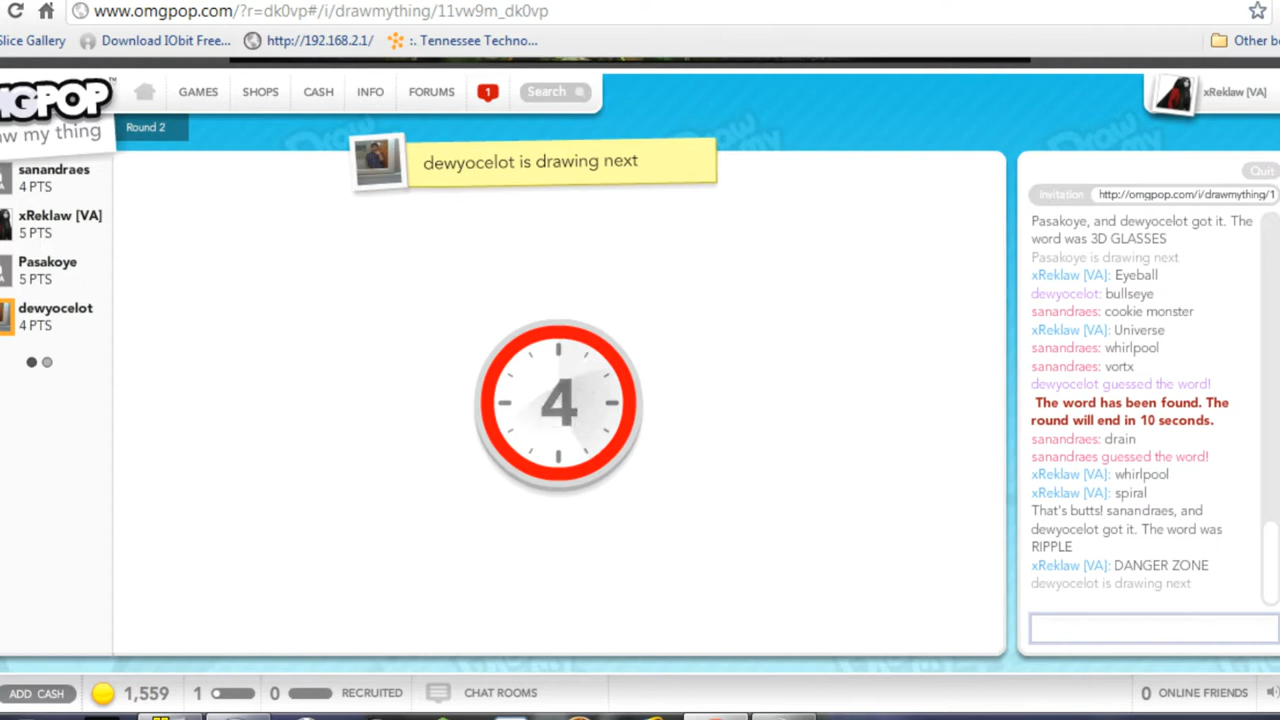 www.omgpop.com/?r=dk0vp#/i/drawmything/11vw9m_dk0vp
Slice Gallery Download IObit Free... http://192.168.2.1/ :. Tennessee Techno...
MGPOP™ GAMES SHOPS CASH INFO FORUMS 1 Search xReklaw [VA]
aw my thing Round 2
dewyocelot is drawing next
sanandraes
4 PTS
xReklaw [VA]
5 PTS
Pasakoye
5 PTS
dewyocelot
4 PTS
4
Quit
Invitation http://omgpop.com/i/drawmything/1
Pasakoye, and dewyocelot got it. The
word was 3D GLASSES
Pasakoye is drawing next
xReklaw [VA]: Eyeball
dewyocelot: bullseye
sanandraes: cookie monster
xReklaw [VA]: Universe
sanandraes: whirlpool
sanandraes: vortx
dewyocelot guessed the word!
The word has been found. The
round will end in 10 seconds.
sanandraes: drain
sanandraes guessed the word!
xReklaw [VA]: whirlpool
xReklaw [VA]: spiral
That's butts! sanandraes, and
dewyocelot got it. The word was
RIPPLE
xReklaw [VA]: DANGER ZONE
dewyocelot is drawing next
ADD CASH 1,559 1 0 RECRUITED CHAT ROOMS 0 ONLINE FRIENDS